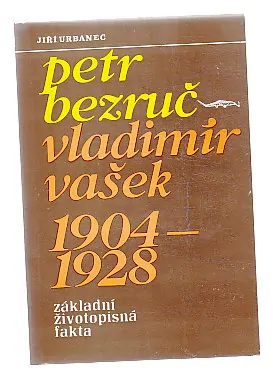 JIŘÍ URBANEC
petr
bezruč
vladimír
vašek
1904–
1928
základní
životopisná
fakta